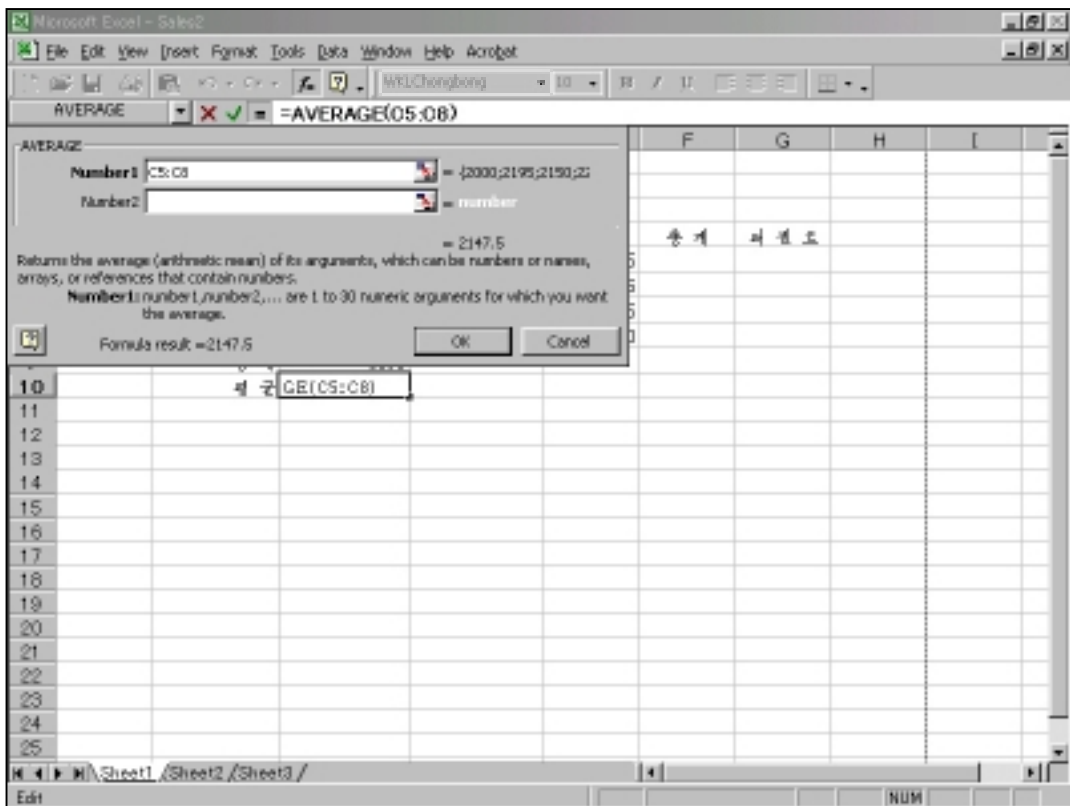 Microsoft Excel - Sales2
File Edit View Insert Format Tools Data Window Help Acrobat
WKLChongbong 10 B I U
AVERAGE =AVERAGE(C5:C8)
AVERAGE
Number1 C5:C8 = {2000;2195;2150;22
Number2 = number
= 2147.5
Returns the average (arithmetic mean) of its arguments, which can be numbers or names,
arrays, or references that contain numbers.
Number1: number1,number2,... are 1 to 30 numeric arguments for which you want
the average.
Formula result =2147.5 OK Cancel
F G H I
10 평 균 GE(C5:C8)
11
12
13
14
15
16
17
18
19
20
21
22
23
24
25
Sheet1 Sheet2 Sheet3
Edit NUM